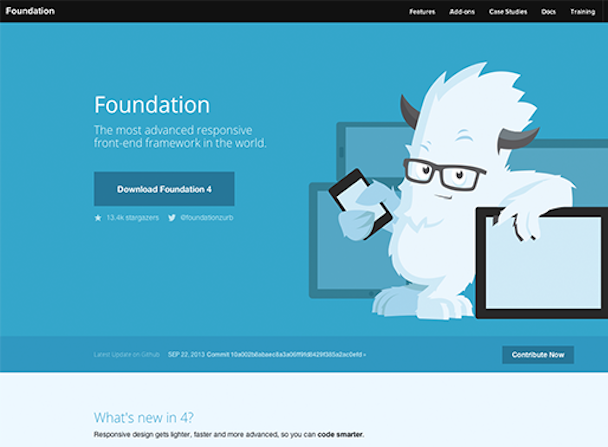 Foundation
Features Add-ons Case Studies Docs Training
Foundation
The most advanced responsive
front-end framework in the world.
Download Foundation 4
13.4k stargazers @foundationzurb
Latest Update on Github SEP 22, 2013 Commit
Contribute Now
What's new in 4?
Responsive design gets lighter, faster and more advanced, so you can code smarter.